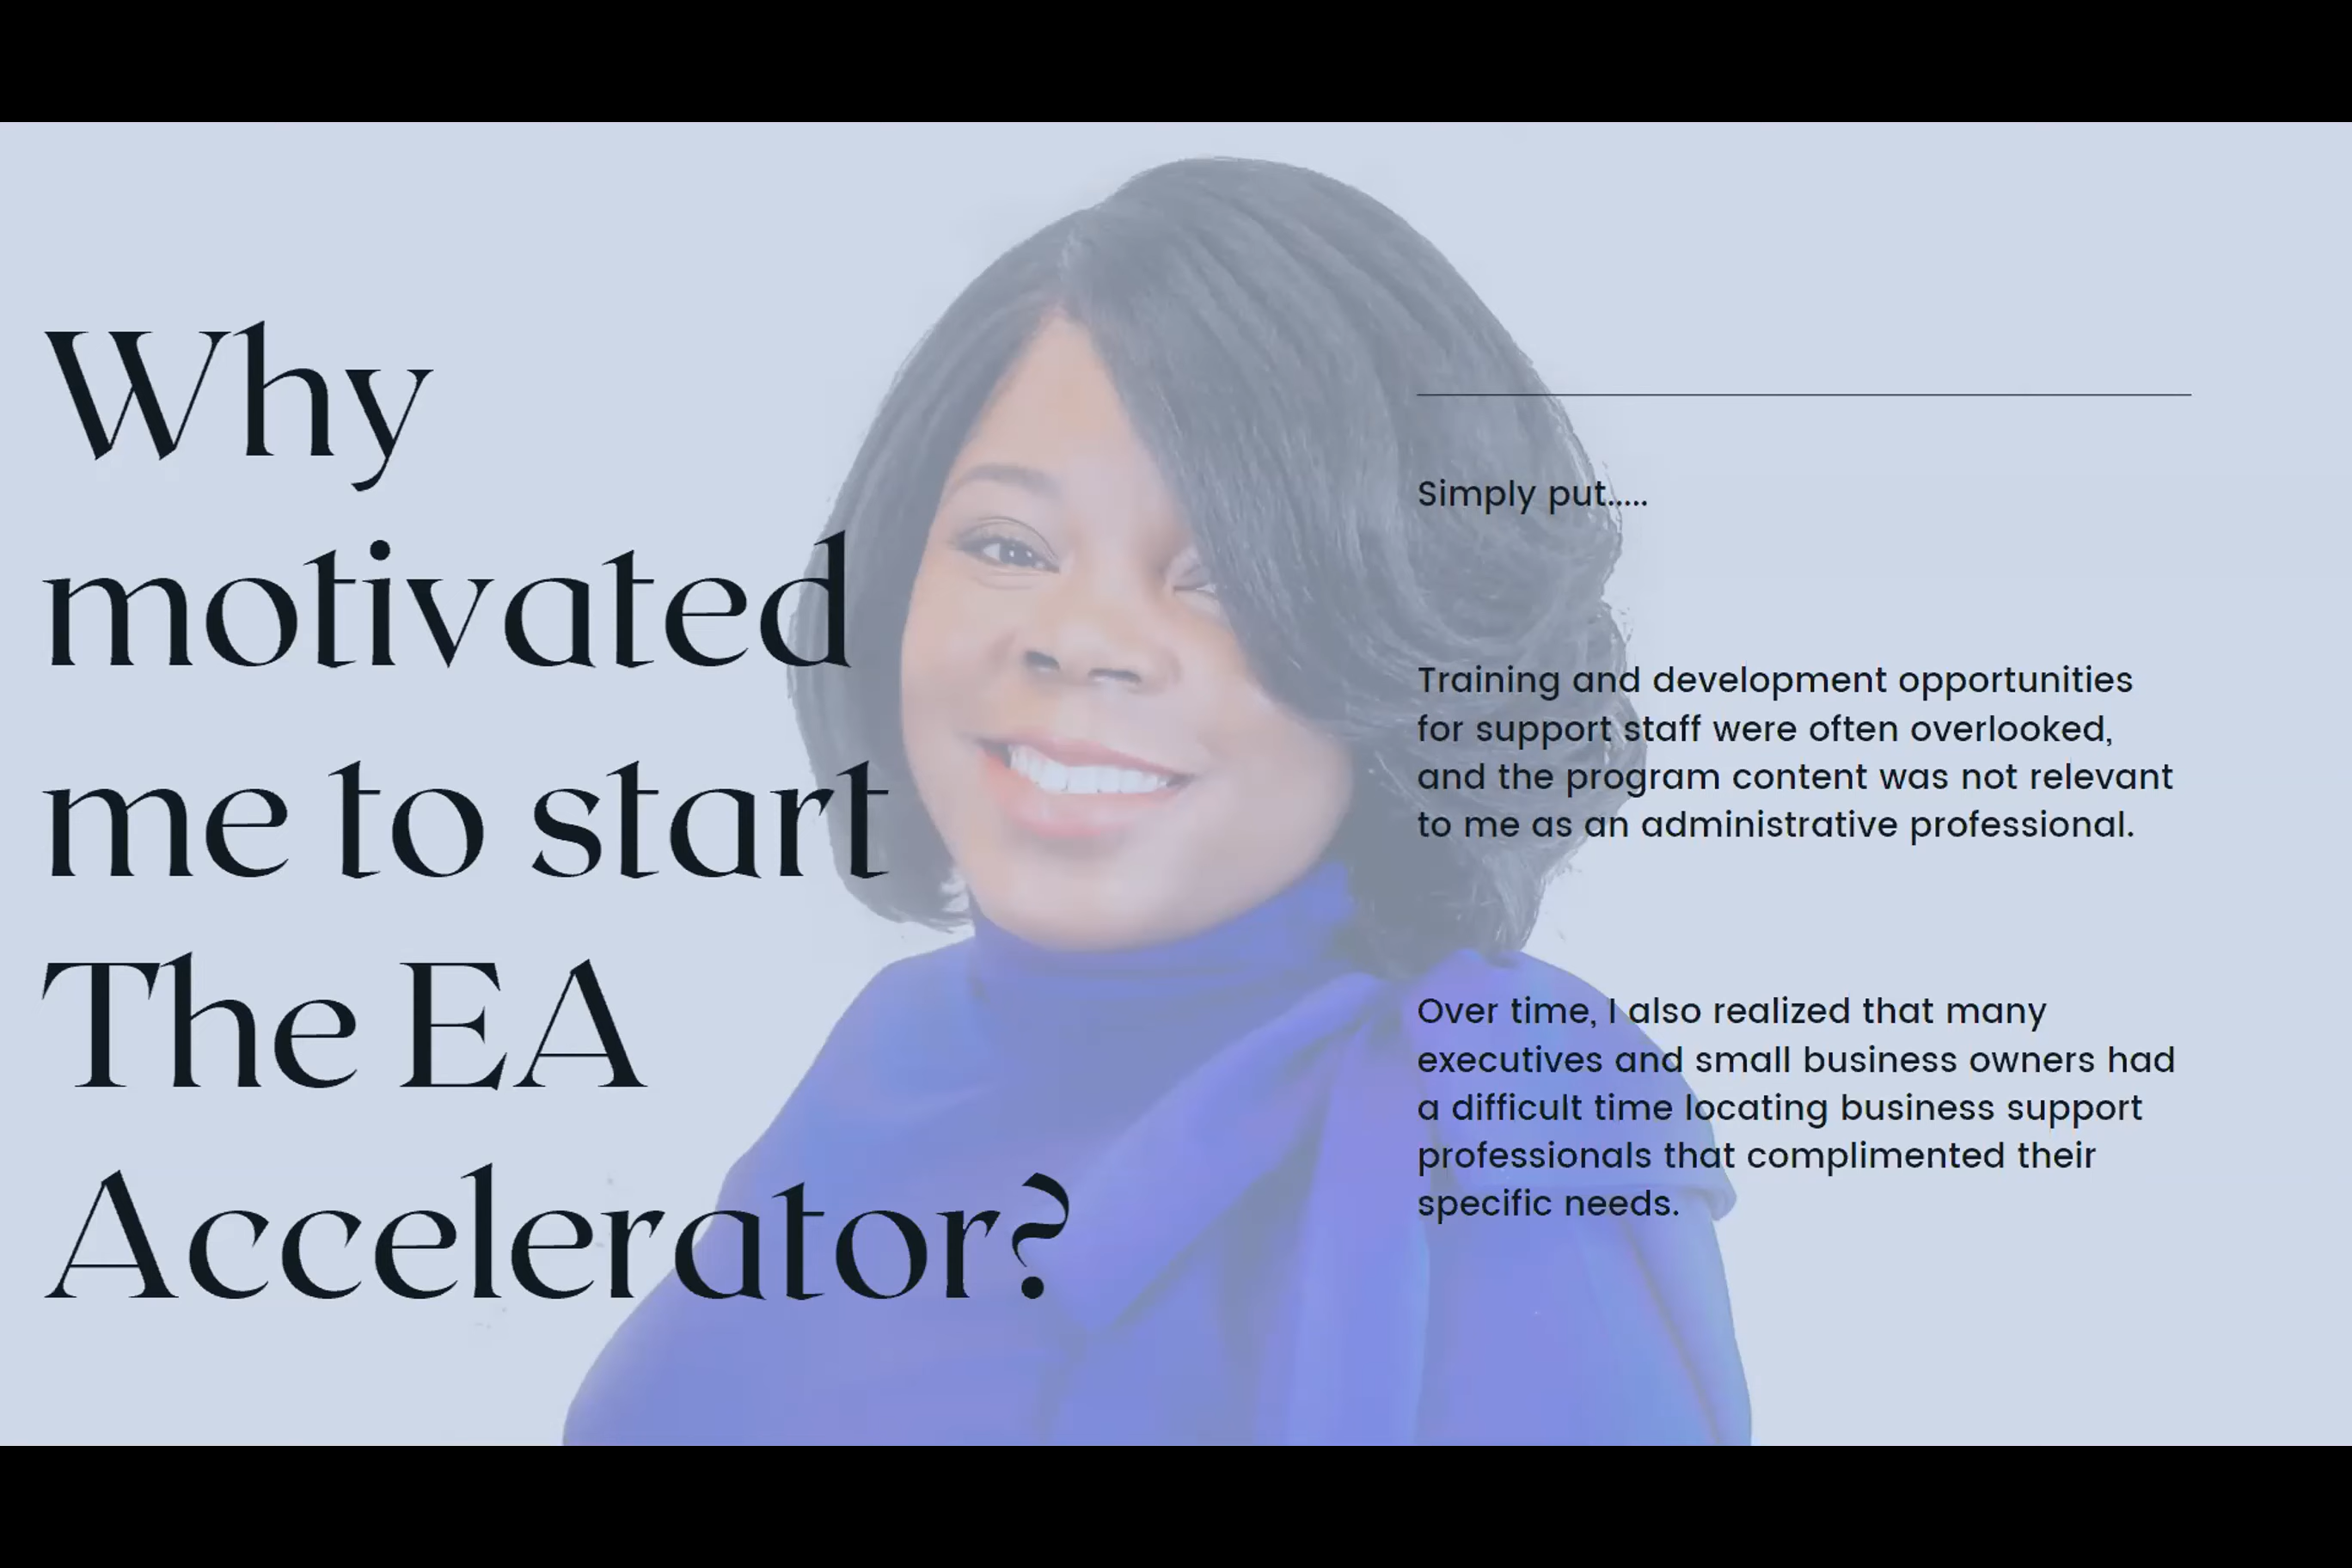 Why
motivated
me to start
The EA
Accelerator?
Simply put.....
Training and development opportunities
for support staff were often overlooked,
and the program content was not relevant
to me as an administrative professional.
Over time, I also realized that many
executives and small business owners had
a difficult time locating business support
professionals that complimented their
specific needs.